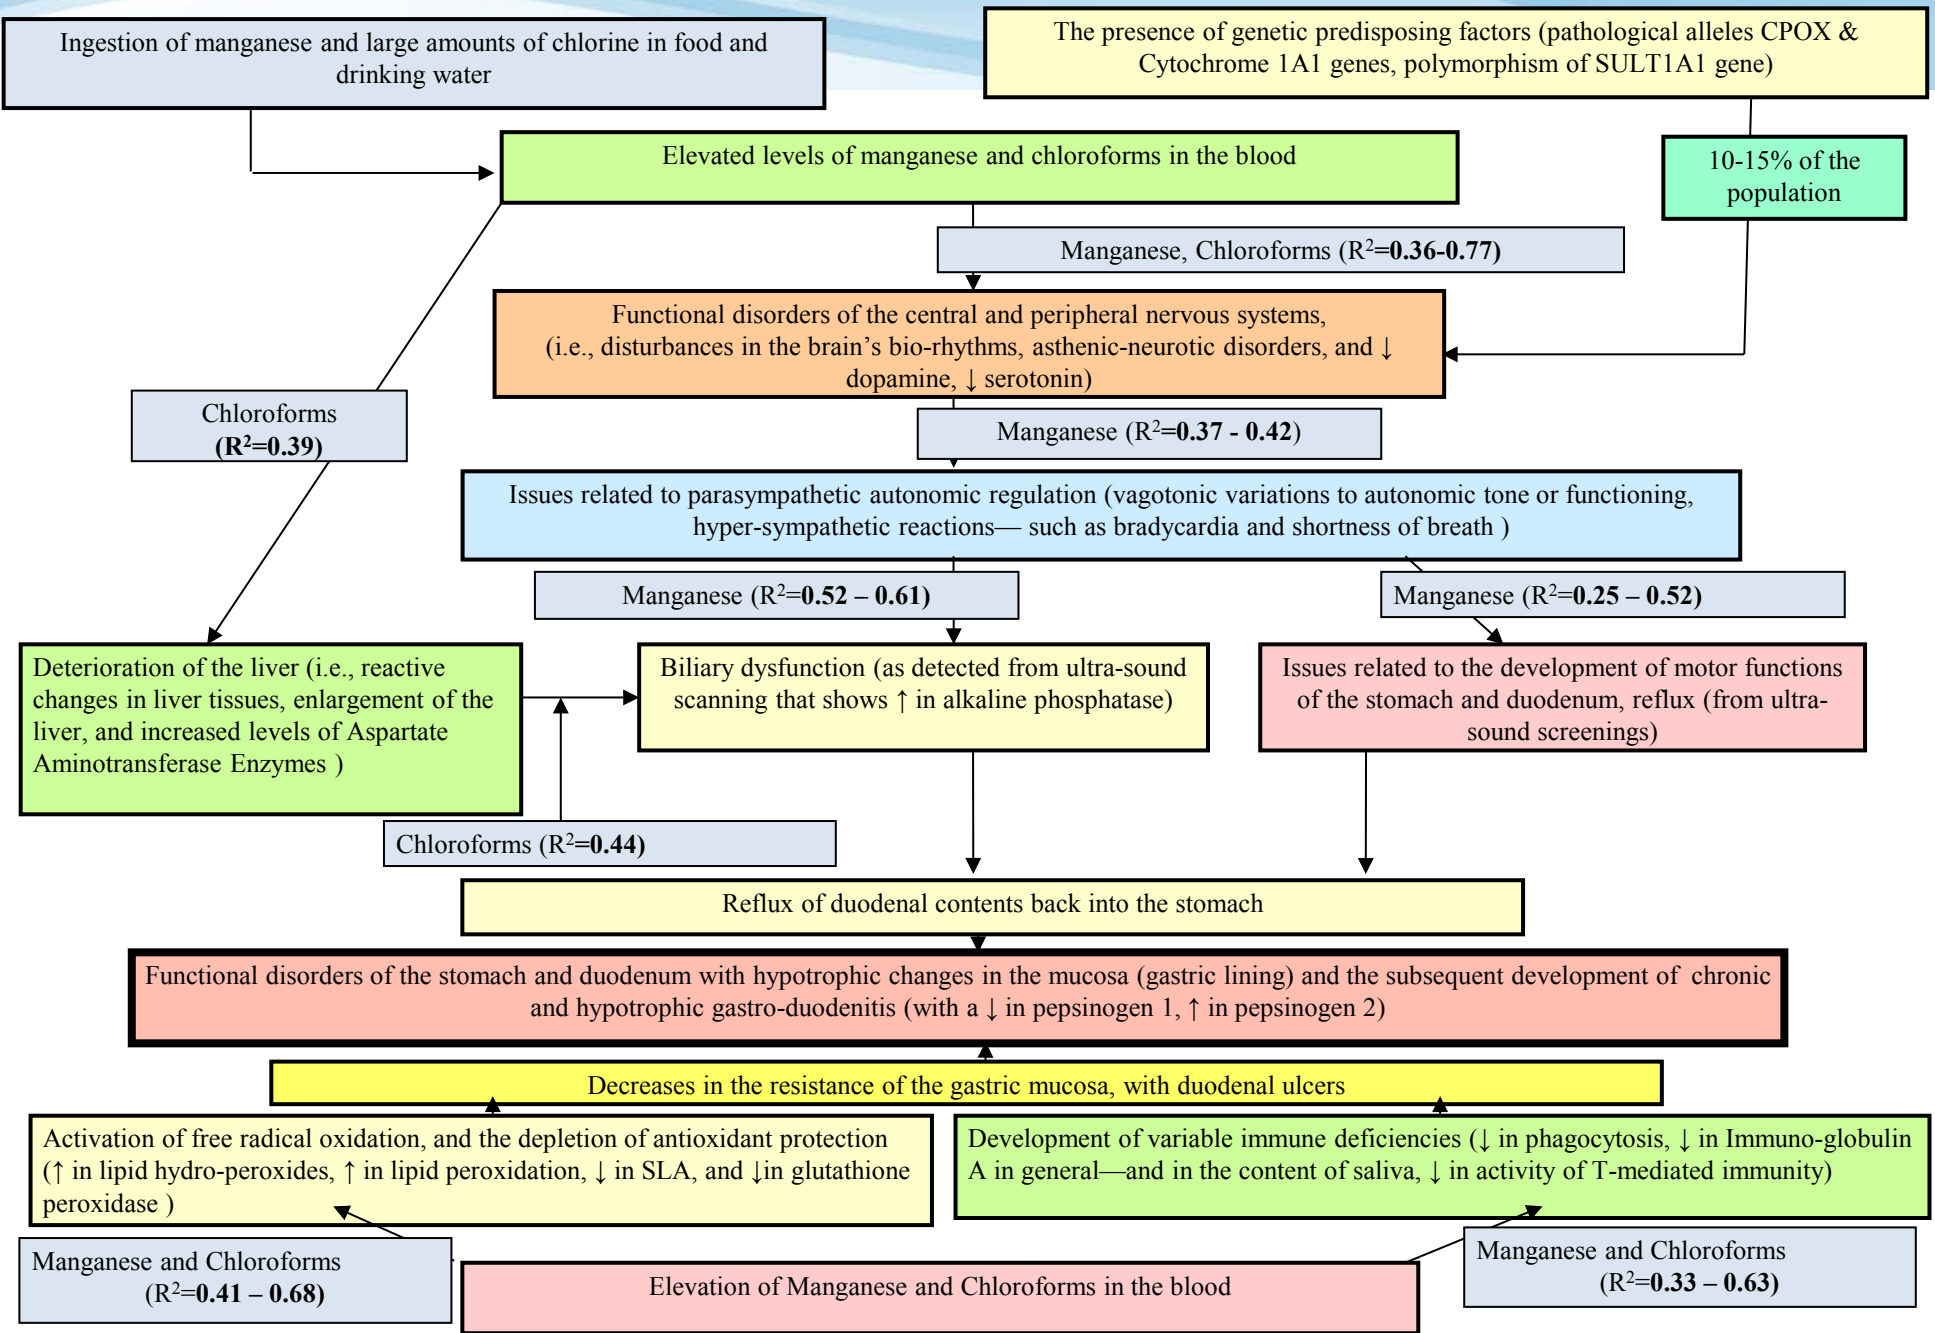 Ingestion of manganese and large amounts of chlorine in food and
drinking water
The presence of genetic predisposing factors (pathological alleles CPOX &
Cytochrome 1A1 genes, polymorphism of SULT1A1 gene)
Elevated levels of manganese and chloroforms in the blood
10-15% of the
population
Manganese, Chloroforms (R²=0.36-0.77)
Functional disorders of the central and peripheral nervous systems,
(i.e., disturbances in the brain’s bio-rhythms, asthenic-neurotic disorders, and ↓
dopamine, ↓ serotonin)
Chloroforms
(R²=0.39)
Manganese (R²=0.37 - 0.42)
Issues related to parasympathetic autonomic regulation (vagotonic variations to autonomic tone or functioning,
hyper-sympathetic reactions— such as bradycardia and shortness of breath )
Manganese (R²=0.52 – 0.61)
Manganese (R²=0.25 – 0.52)
Deterioration of the liver (i.e., reactive
changes in liver tissues, enlargement of the
liver, and increased levels of Aspartate
Aminotransferase Enzymes )
Biliary dysfunction (as detected from ultra-sound
scanning that shows ↑ in alkaline phosphatase)
Issues related to the development of motor functions
of the stomach and duodenum, reflux (from ultra-
sound screenings)
Chloroforms (R²=0.44)
Reflux of duodenal contents back into the stomach
Functional disorders of the stomach and duodenum with hypotrophic changes in the mucosa (gastric lining) and the subsequent development of chronic
and hypotrophic gastro-duodenitis (with a ↓ in pepsinogen 1, ↑ in pepsinogen 2)
Decreases in the resistance of the gastric mucosa, with duodenal ulcers
Activation of free radical oxidation, and the depletion of antioxidant protection
(↑ in lipid hydro-peroxides, ↑ in lipid peroxidation, ↓ in SLA, and ↓in glutathione
peroxidase )
Development of variable immune deficiencies (↓ in phagocytosis, ↓ in Immuno-globulin
A in general—and in the content of saliva, ↓ in activity of T-mediated immunity)
Manganese and Chloroforms
(R²=0.41 – 0.68)
Elevation of Manganese and Chloroforms in the blood
Manganese and Chloroforms
(R²=0.33 – 0.63)